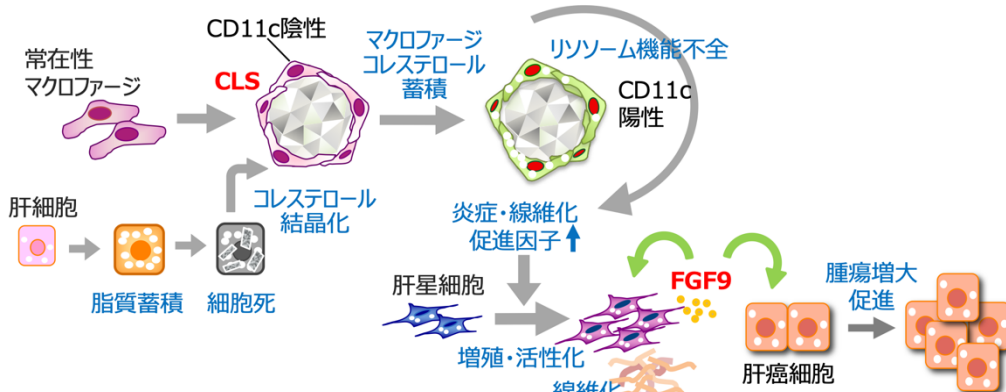 常在性
マクロファージ
CD11c陰性
CLS
マクロファージ
コレステロール
蓄積
リソソーム機能不全
CD11c
陽性
コレステロール
結晶化
肝細胞
脂質蓄積
細胞死
炎症・線維化
促進因子
肝星細胞
増殖・活性化
線維化
FGF9
肝癌細胞
腫瘍増大
促進